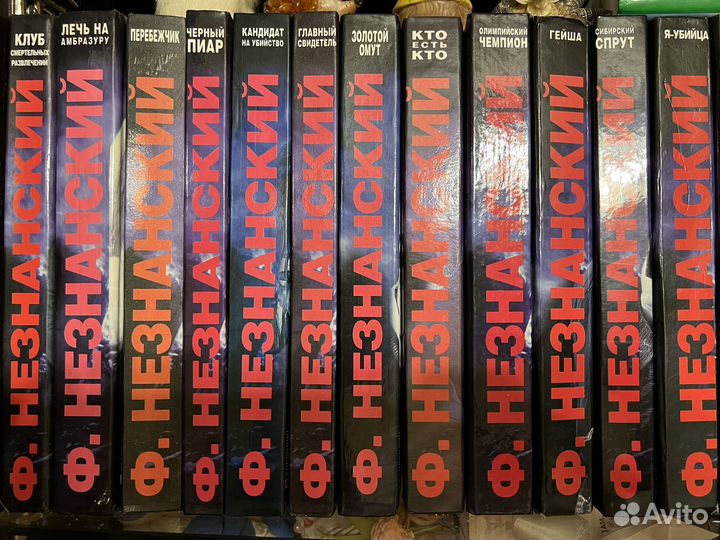 КЛУБ
СМЕРТЕЛЬНЫХ
РАЗВЛЕЧЕНИЙ
Ф. НЕЗНАНСКИЙ
ЛЕЧЬ НА
АМБРАЗУРУ
Ф. НЕЗНАНСКИЙ
ПЕРЕБЕЖЧИК
Ф. НЕЗНАНСКИЙ
ЧЕРНЫЙ
ПИАР
Ф. НЕЗНАНСКИЙ
КАНДИДАТ
НА УБИЙСТВО
Ф. НЕЗНАНСКИЙ
ГЛАВНЫЙ
СВИДЕТЕЛЬ
Ф. НЕЗНАНСКИЙ
ЗОЛОТОЙ
ОМУТ
Ф. НЕЗНАНСКИЙ
КТО
ЕСТЬ
КТО
Ф. НЕЗНАНСКИЙ
ОЛИМПИЙСКИЙ
ЧЕМПИОН
Ф. НЕЗНАНСКИЙ
ГЕЙША
Ф. НЕЗНАНСКИЙ
СИБИРСКИЙ
СПРУТ
Ф. НЕЗНАНСКИЙ
Я-УБИЙЦА
Ф. НЕЗНАНСКИЙ
Avito